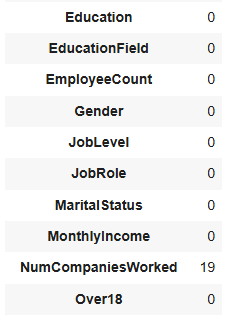 Education 0
EducationField 0
EmployeeCount 0
Gender 0
JobLevel 0
JobRole 0
MaritalStatus 0
MonthlyIncome 0
NumCompaniesWorked 19
Over18 0